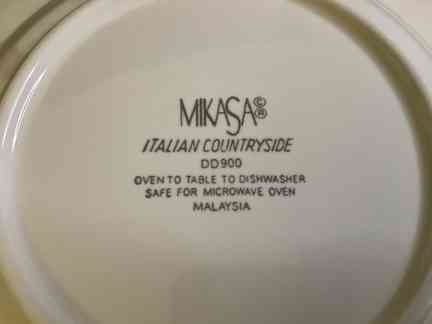 MIKASA©®
ITALIAN COUNTRYSIDE
DD900
OVEN TO TABLE TO DISHWASHER
SAFE FOR MICROWAVE OVEN
MALAYSIA